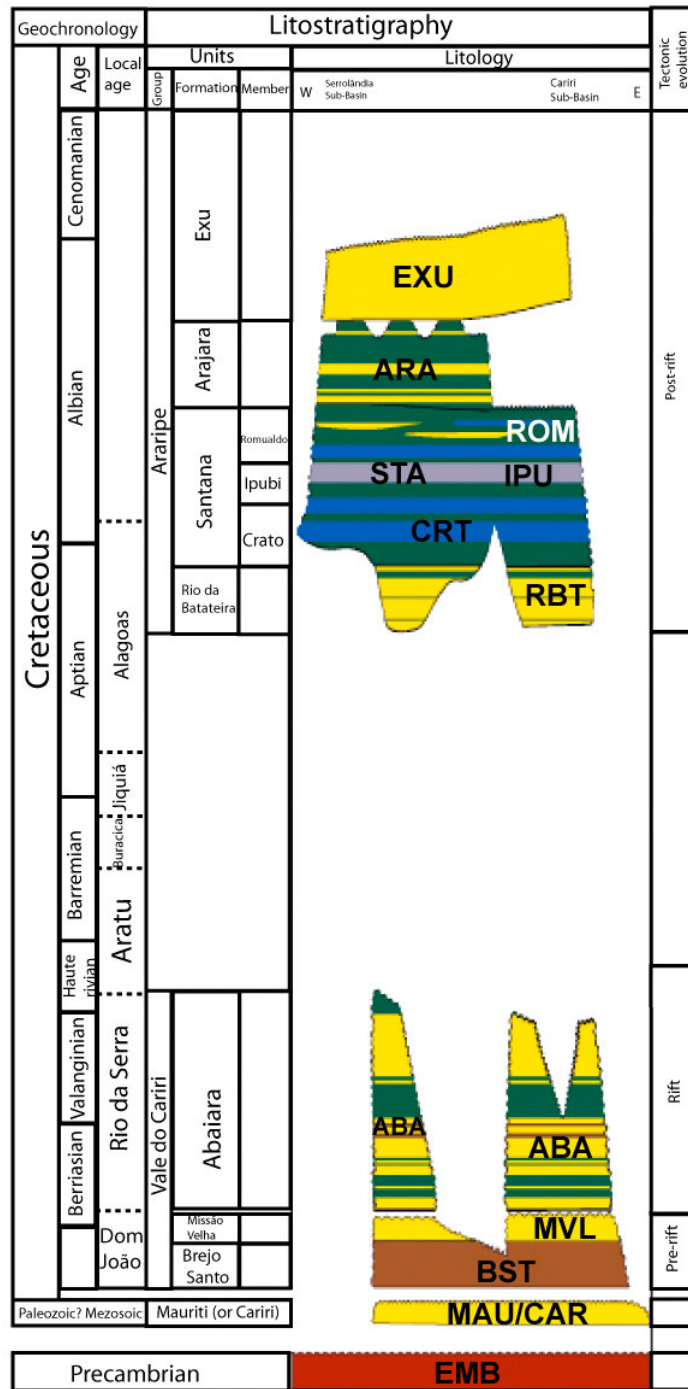 Geochronology
Litostratigraphy
Tectonic
evolution
Age
Local
age
Units
Litology
Group
Formation
Member
W
Serrolândia
Sub-Basin
Cariri
Sub-Basin
E
Cretaceous
Cenomanian
Albian
Aptian
Barremian
Haute
rivian
Valanginian
Berriasian
Alagoas
Jiquiá
Buracica
Aratu
Rio da Serra
Dom
João
Araripe
Vale do Cariri
Exu
Arajara
Santana
Rio da
Batateira
Abaiara
Missão
Velha
Brejo
Santo
Romualdo
Ipubi
Crato
EXU
ARA
ROM
STA
IPU
CRT
RBT
ABA
ABA
MVL
BST
MAU/CAR
EMB
Post-rift
Rift
Pre-rift
Paleozoic? Mezosoic
Mauriti (or Cariri)
Precambrian